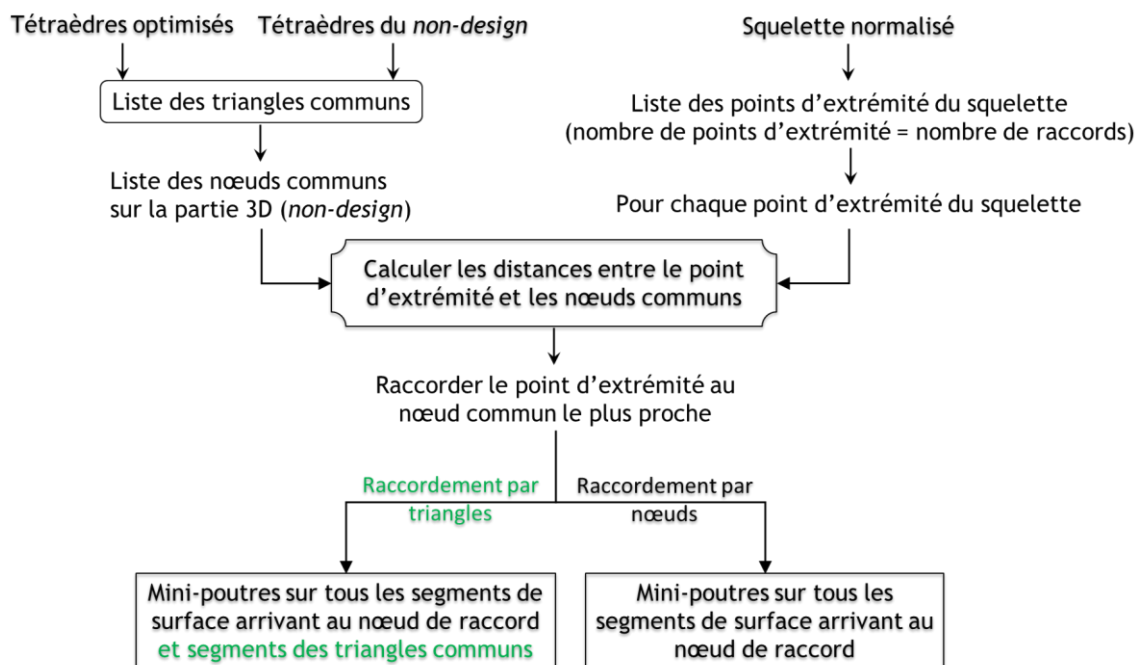 Tétraèdres optimisés
Tétraèdres du non-design
Liste des triangles communs
Liste des nœuds communs
sur la partie 3D (non-design)
Squelette normalisé
Liste des points d’extrémité du squelette
(nombre de points d’extrémité = nombre de raccords)
Pour chaque point d’extrémité du squelette
Calculer les distances entre le point
d’extrémité et les nœuds communs
Raccorder le point d’extrémité au
nœud commun le plus proche
Raccordement par
triangles
Raccordement par
nœuds
Mini-poutres sur tous les segments de
surface arrivant au nœud de raccord
et segments des triangles communs
Mini-poutres sur tous les
segments de surface arrivant au
nœud de raccord